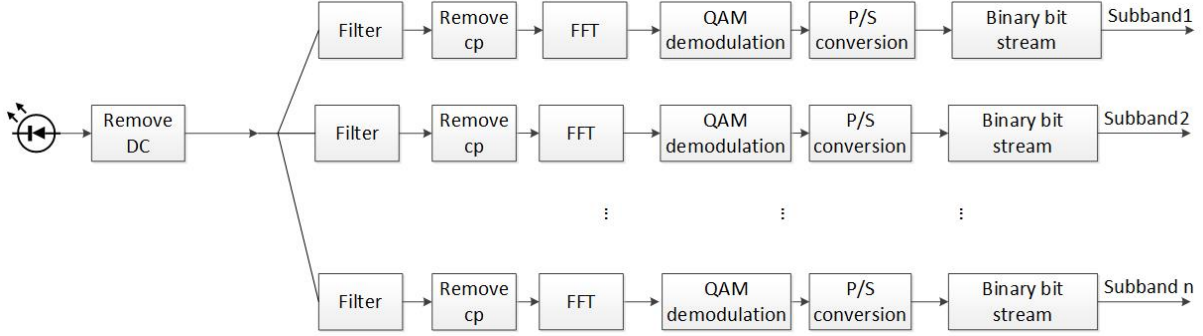 Filter
Remove
cp
FFT
QAM
demodulation
P/S
conversion
Binary bit
stream
Subband1
Remove
DC
Filter
Remove
cp
FFT
QAM
demodulation
P/S
conversion
Binary bit
stream
Subband2
...
...
...
Filter
Remove
cp
FFT
QAM
demodulation
P/S
conversion
Binary bit
stream
Subband n